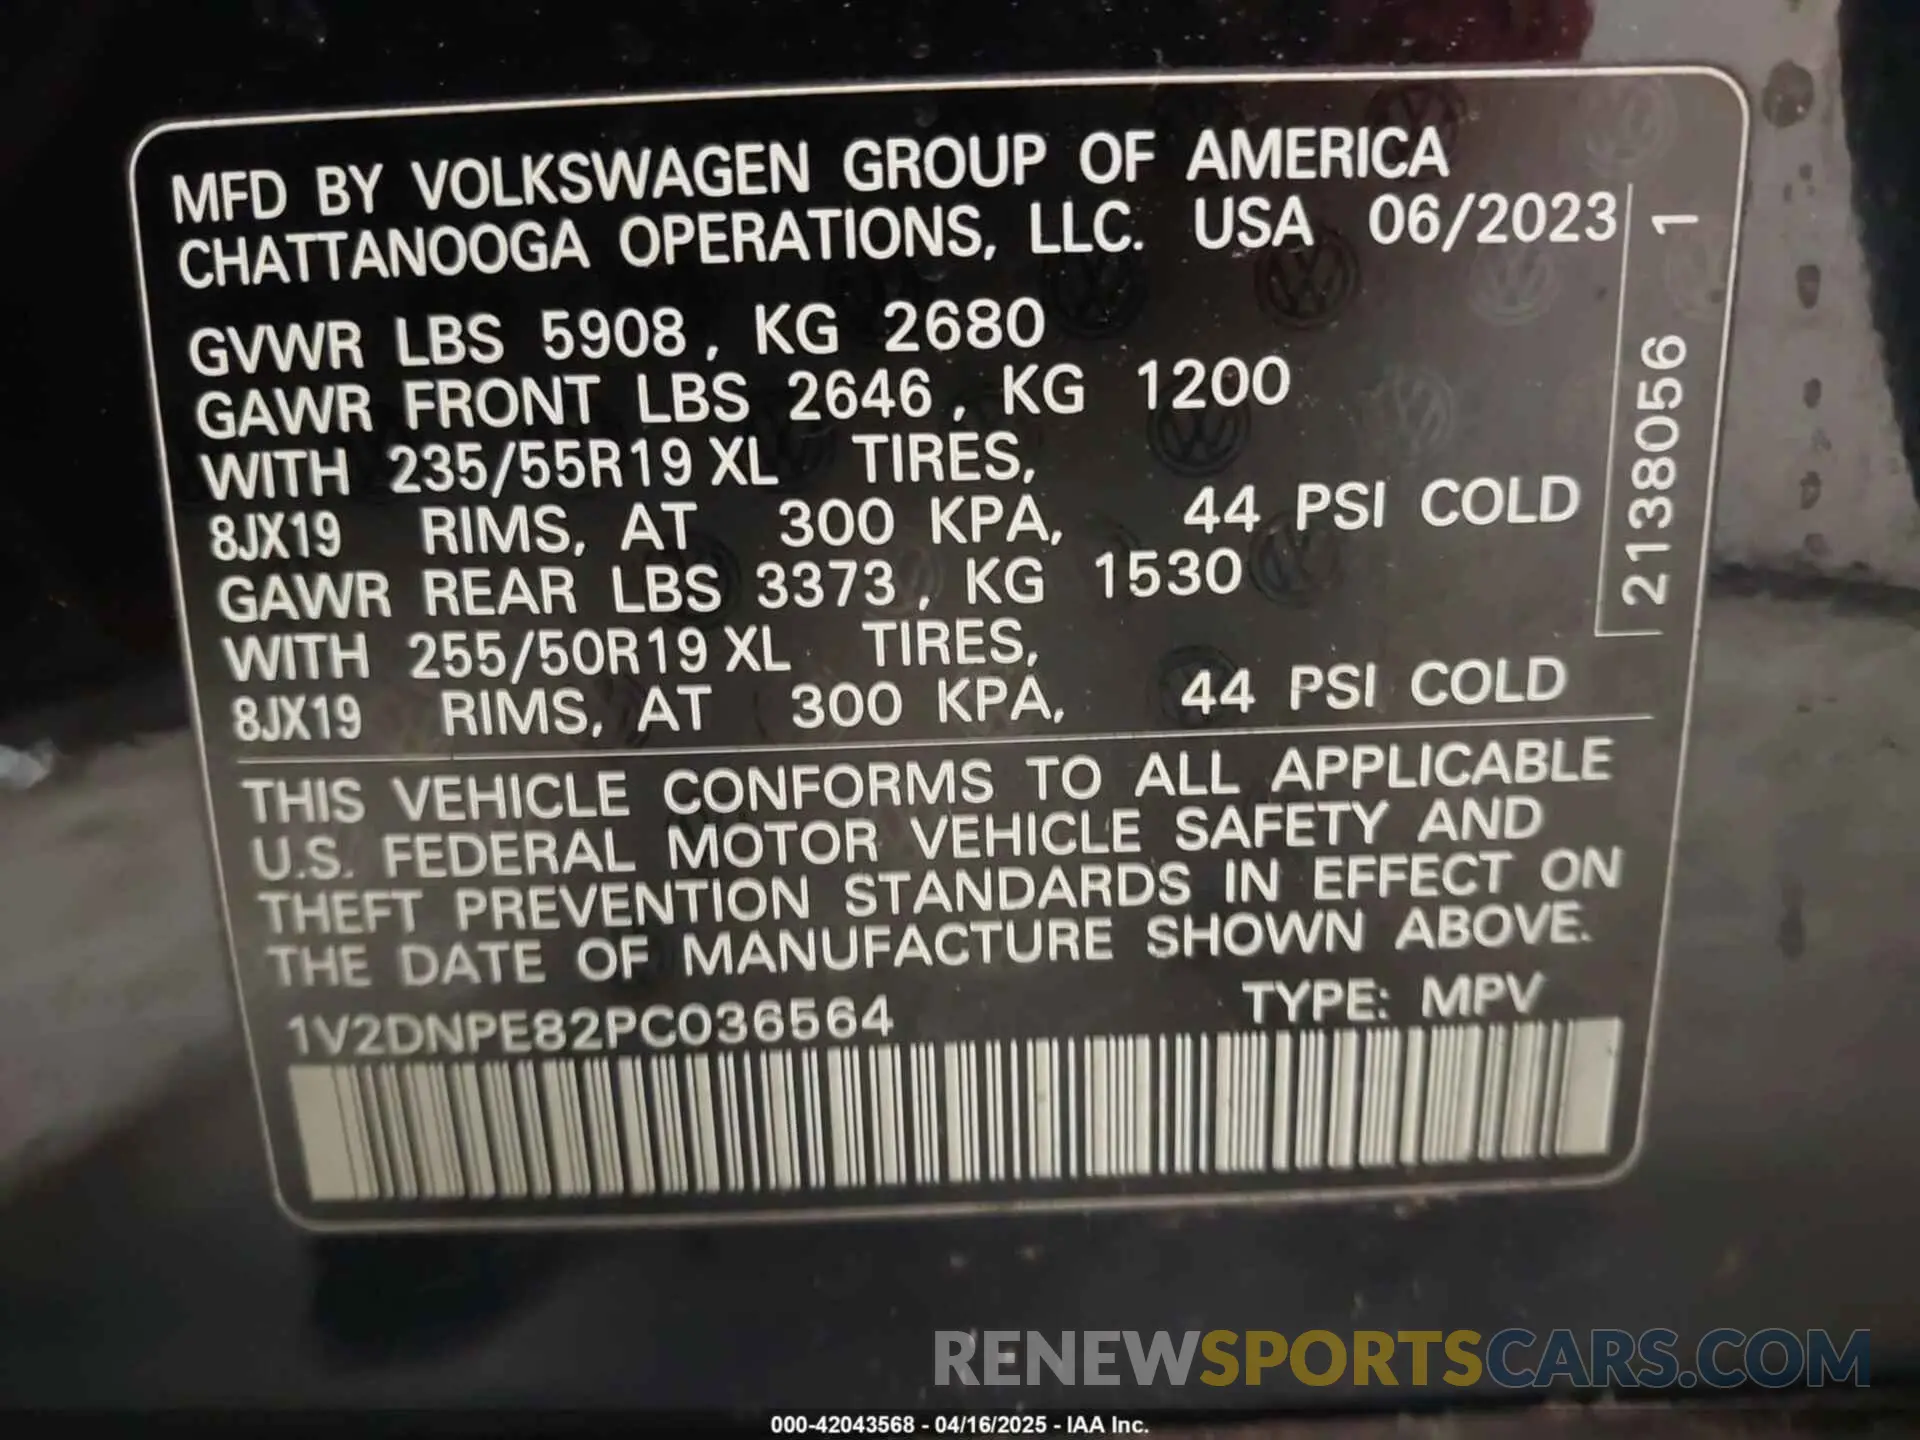 MFD BY VOLKSWAGEN GROUP OF AMERICA
CHATTANOOGA OPERATIONS, LLC. USA 06/2023
GVWR LBS 5908, KG 2680
GAWR FRONT LBS 2646, KG 1200
WITH 235/55R19 XL TIRES,
8JX19 RIMS, AT 300 KPA, 44 PSI COLD
GAWR REAR LBS 3373, KG 1530
WITH 255/50R19 XL TIRES,
8JX19 RIMS, AT 300 KPA, 44 PSI COLD
2138056 1
THIS VEHICLE CONFORMS TO ALL APPLICABLE
U.S. FEDERAL MOTOR VEHICLE SAFETY AND
THEFT PREVENTION STANDARDS IN EFFECT ON
THE DATE OF MANUFACTURE SHOWN ABOVE.
1V2DNPE82PC036564 TYPE: MPV
RENEWSPORTSCARS.COM
000-42043568 - 04/16/2025 - IAA Inc.